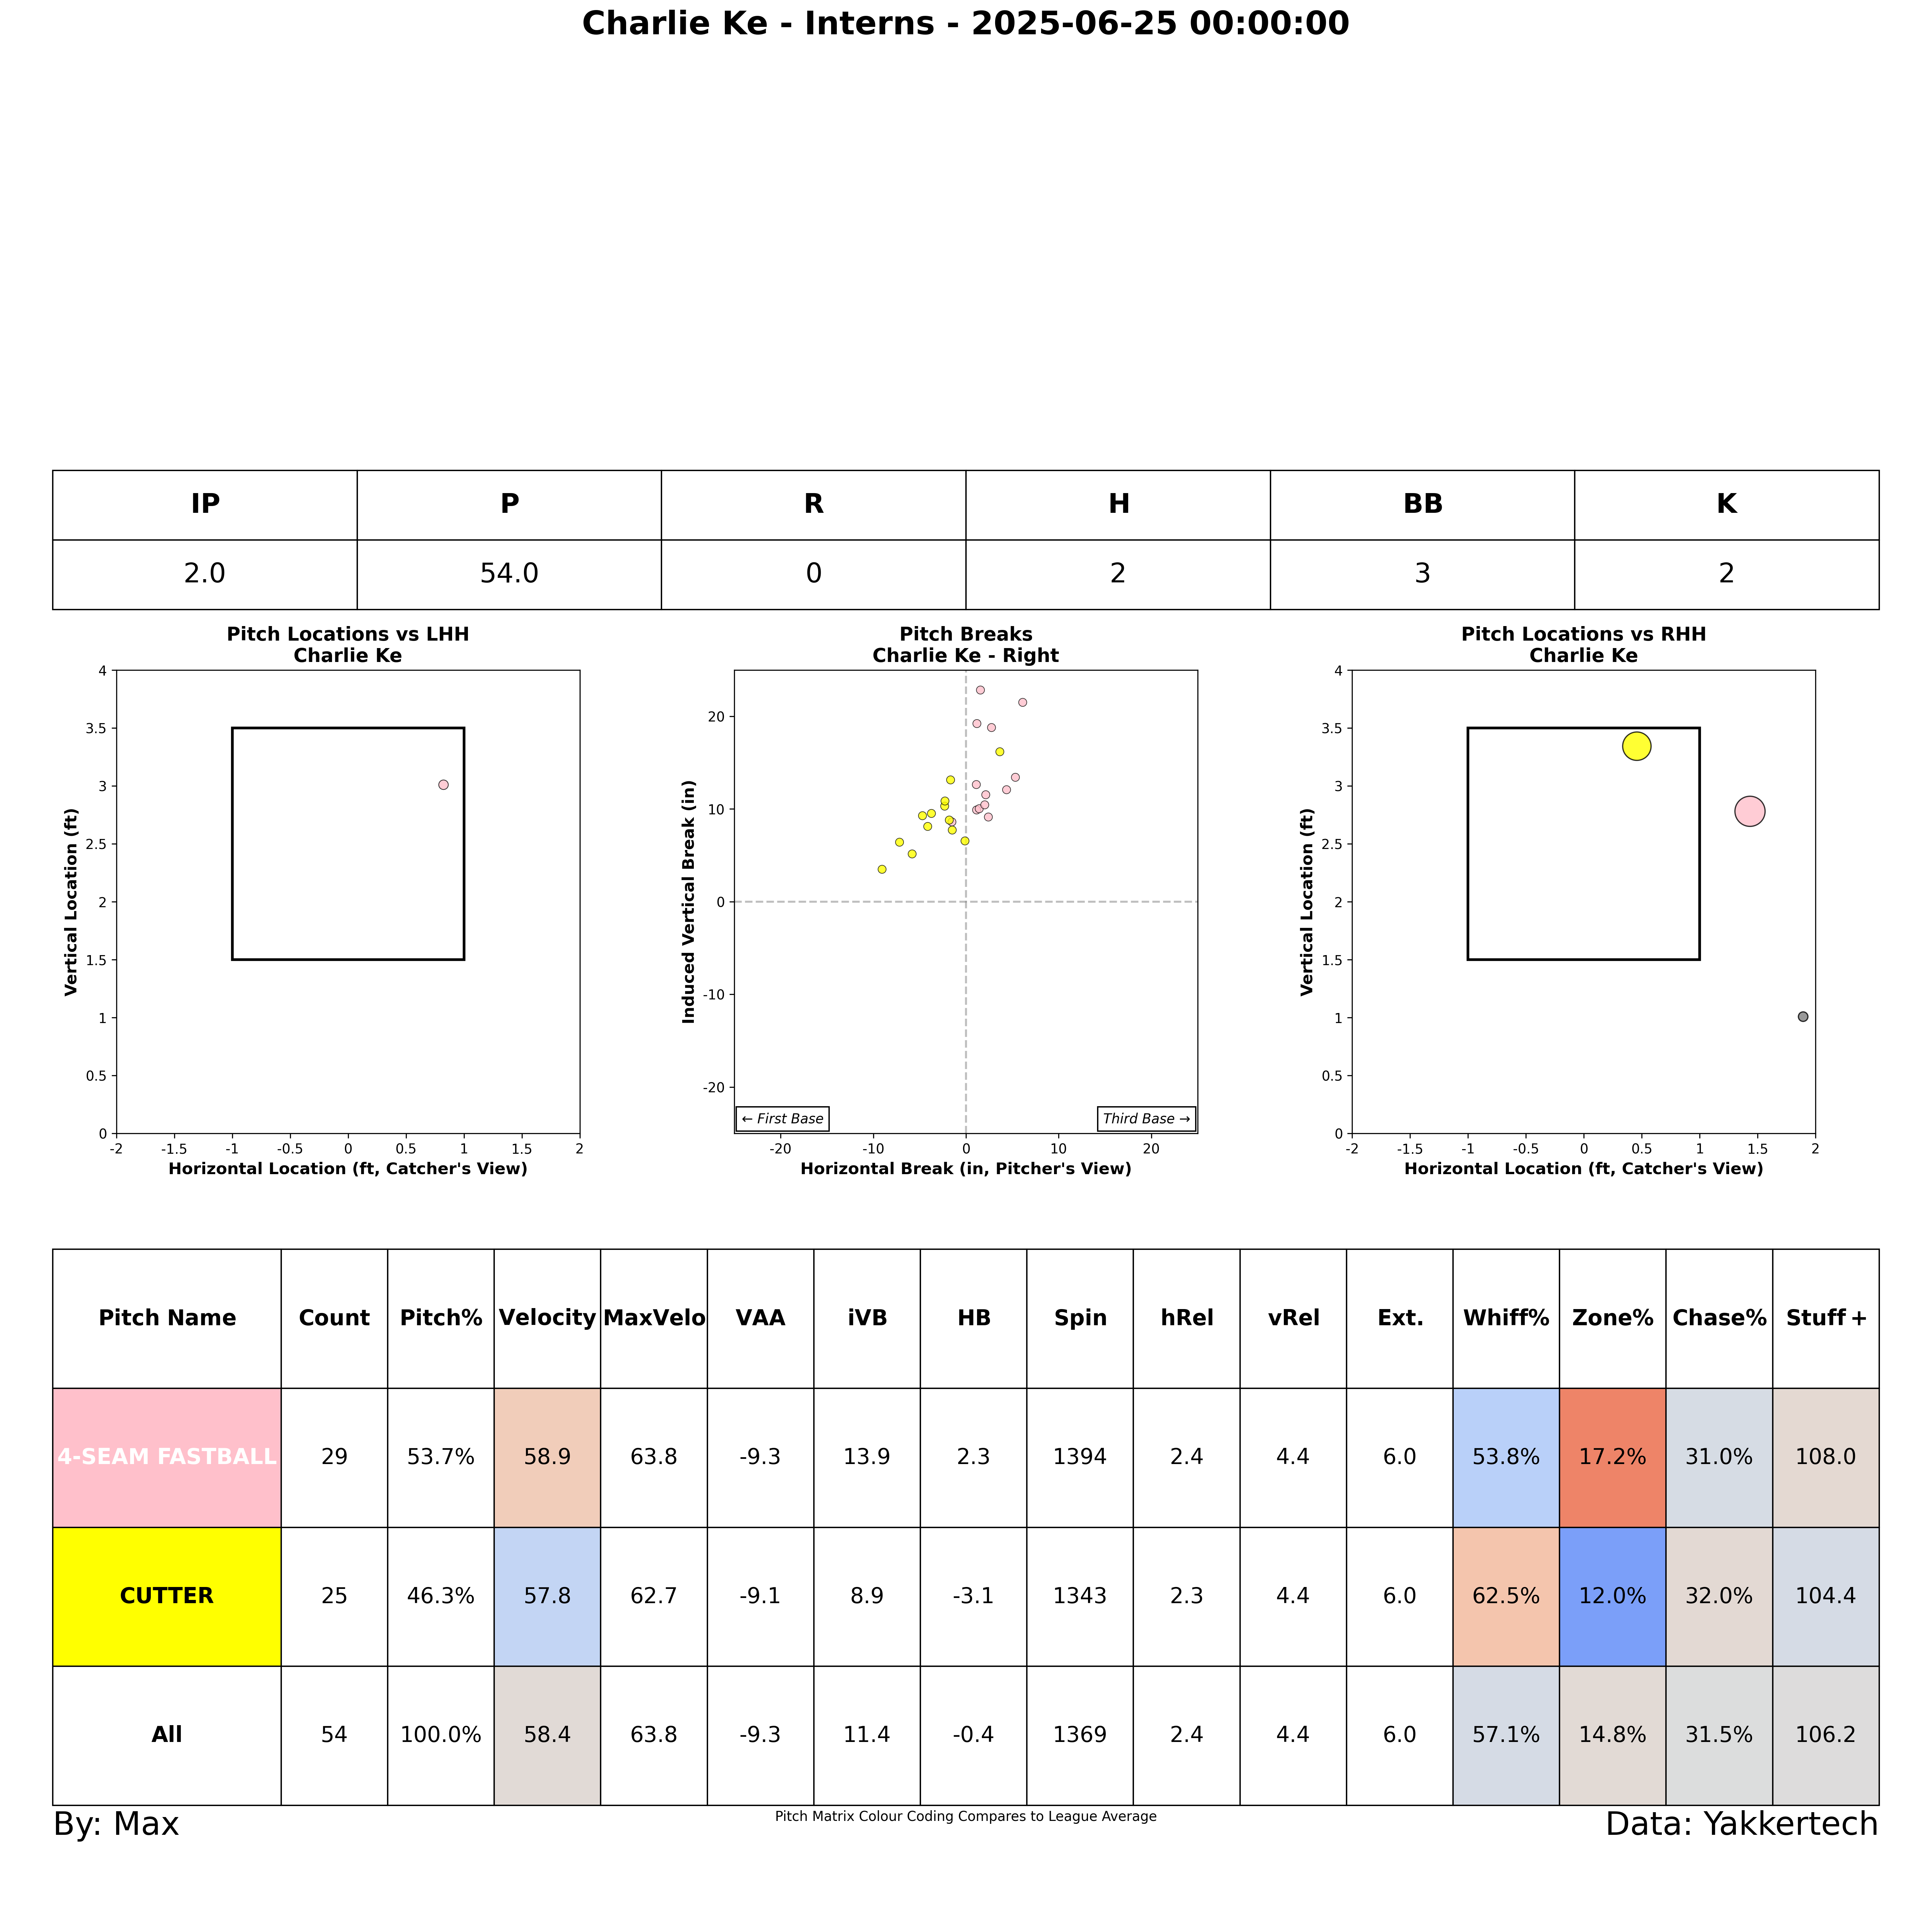 Charlie Ke - Interns - 2025-06-25 00:00:00
IP P R H BB K
2.0 54.0 0 2 3 2
Pitch Locations vs LHH
Charlie Ke
4
3.5
3
2.5
2
1.5
1
0.5
0
Vertical Location (ft)
-2 -1.5 -1 -0.5 0 0.5 1 1.5 2
Horizontal Location (ft, Catcher's View)
Pitch Breaks
Charlie Ke - Right
20
10
0
-10
-20
Induced Vertical Break (in)
← First Base
Third Base →
-20 -10 0 10 20
Horizontal Break (in, Pitcher's View)
Pitch Locations vs RHH
Charlie Ke
4
3.5
3
2.5
2
1.5
1
0.5
0
Vertical Location (ft)
-2 -1.5 -1 -0.5 0 0.5 1 1.5 2
Horizontal Location (ft, Catcher's View)
Pitch Name Count Pitch% Velocity MaxVelo VAA iVB HB Spin hRel vRel Ext. Whiff% Zone% Chase% Stuff+
4-SEAM FASTBALL 29 53.7% 58.9 63.8 -9.3 13.9 2.3 1394 2.4 4.4 6.0 53.8% 17.2% 31.0% 108.0
CUTTER 25 46.3% 57.8 62.7 -9.1 8.9 -3.1 1343 2.3 4.4 6.0 62.5% 12.0% 32.0% 104.4
All 54 100.0% 58.4 63.8 -9.3 11.4 -0.4 1369 2.4 4.4 6.0 57.1% 14.8% 31.5% 106.2
By: Max
Pitch Matrix Colour Coding Compares to League Average
Data: Yakkertech